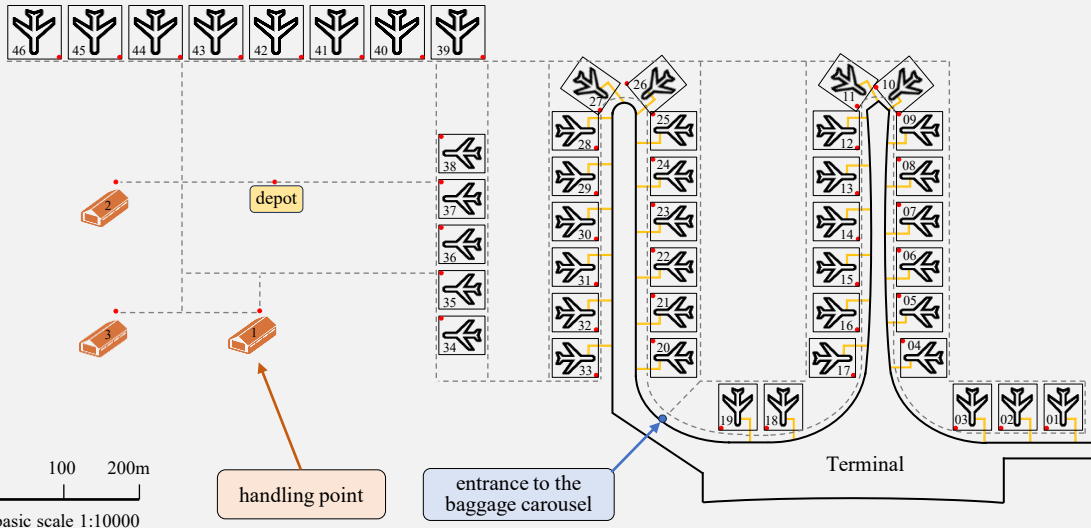 46 45 44 43 42 41 40 39
27 26 11 10
28 25 12 09
38
29 24 13 08
2 depot 37
30 23 14 07
36
31 22 15 06
35
3 1 32 21 16 05
34
33 20 17 04
19 18 03 02 01
100 200m
Terminal
handling point
entrance to the
baggage carousel
basic scale 1:10000